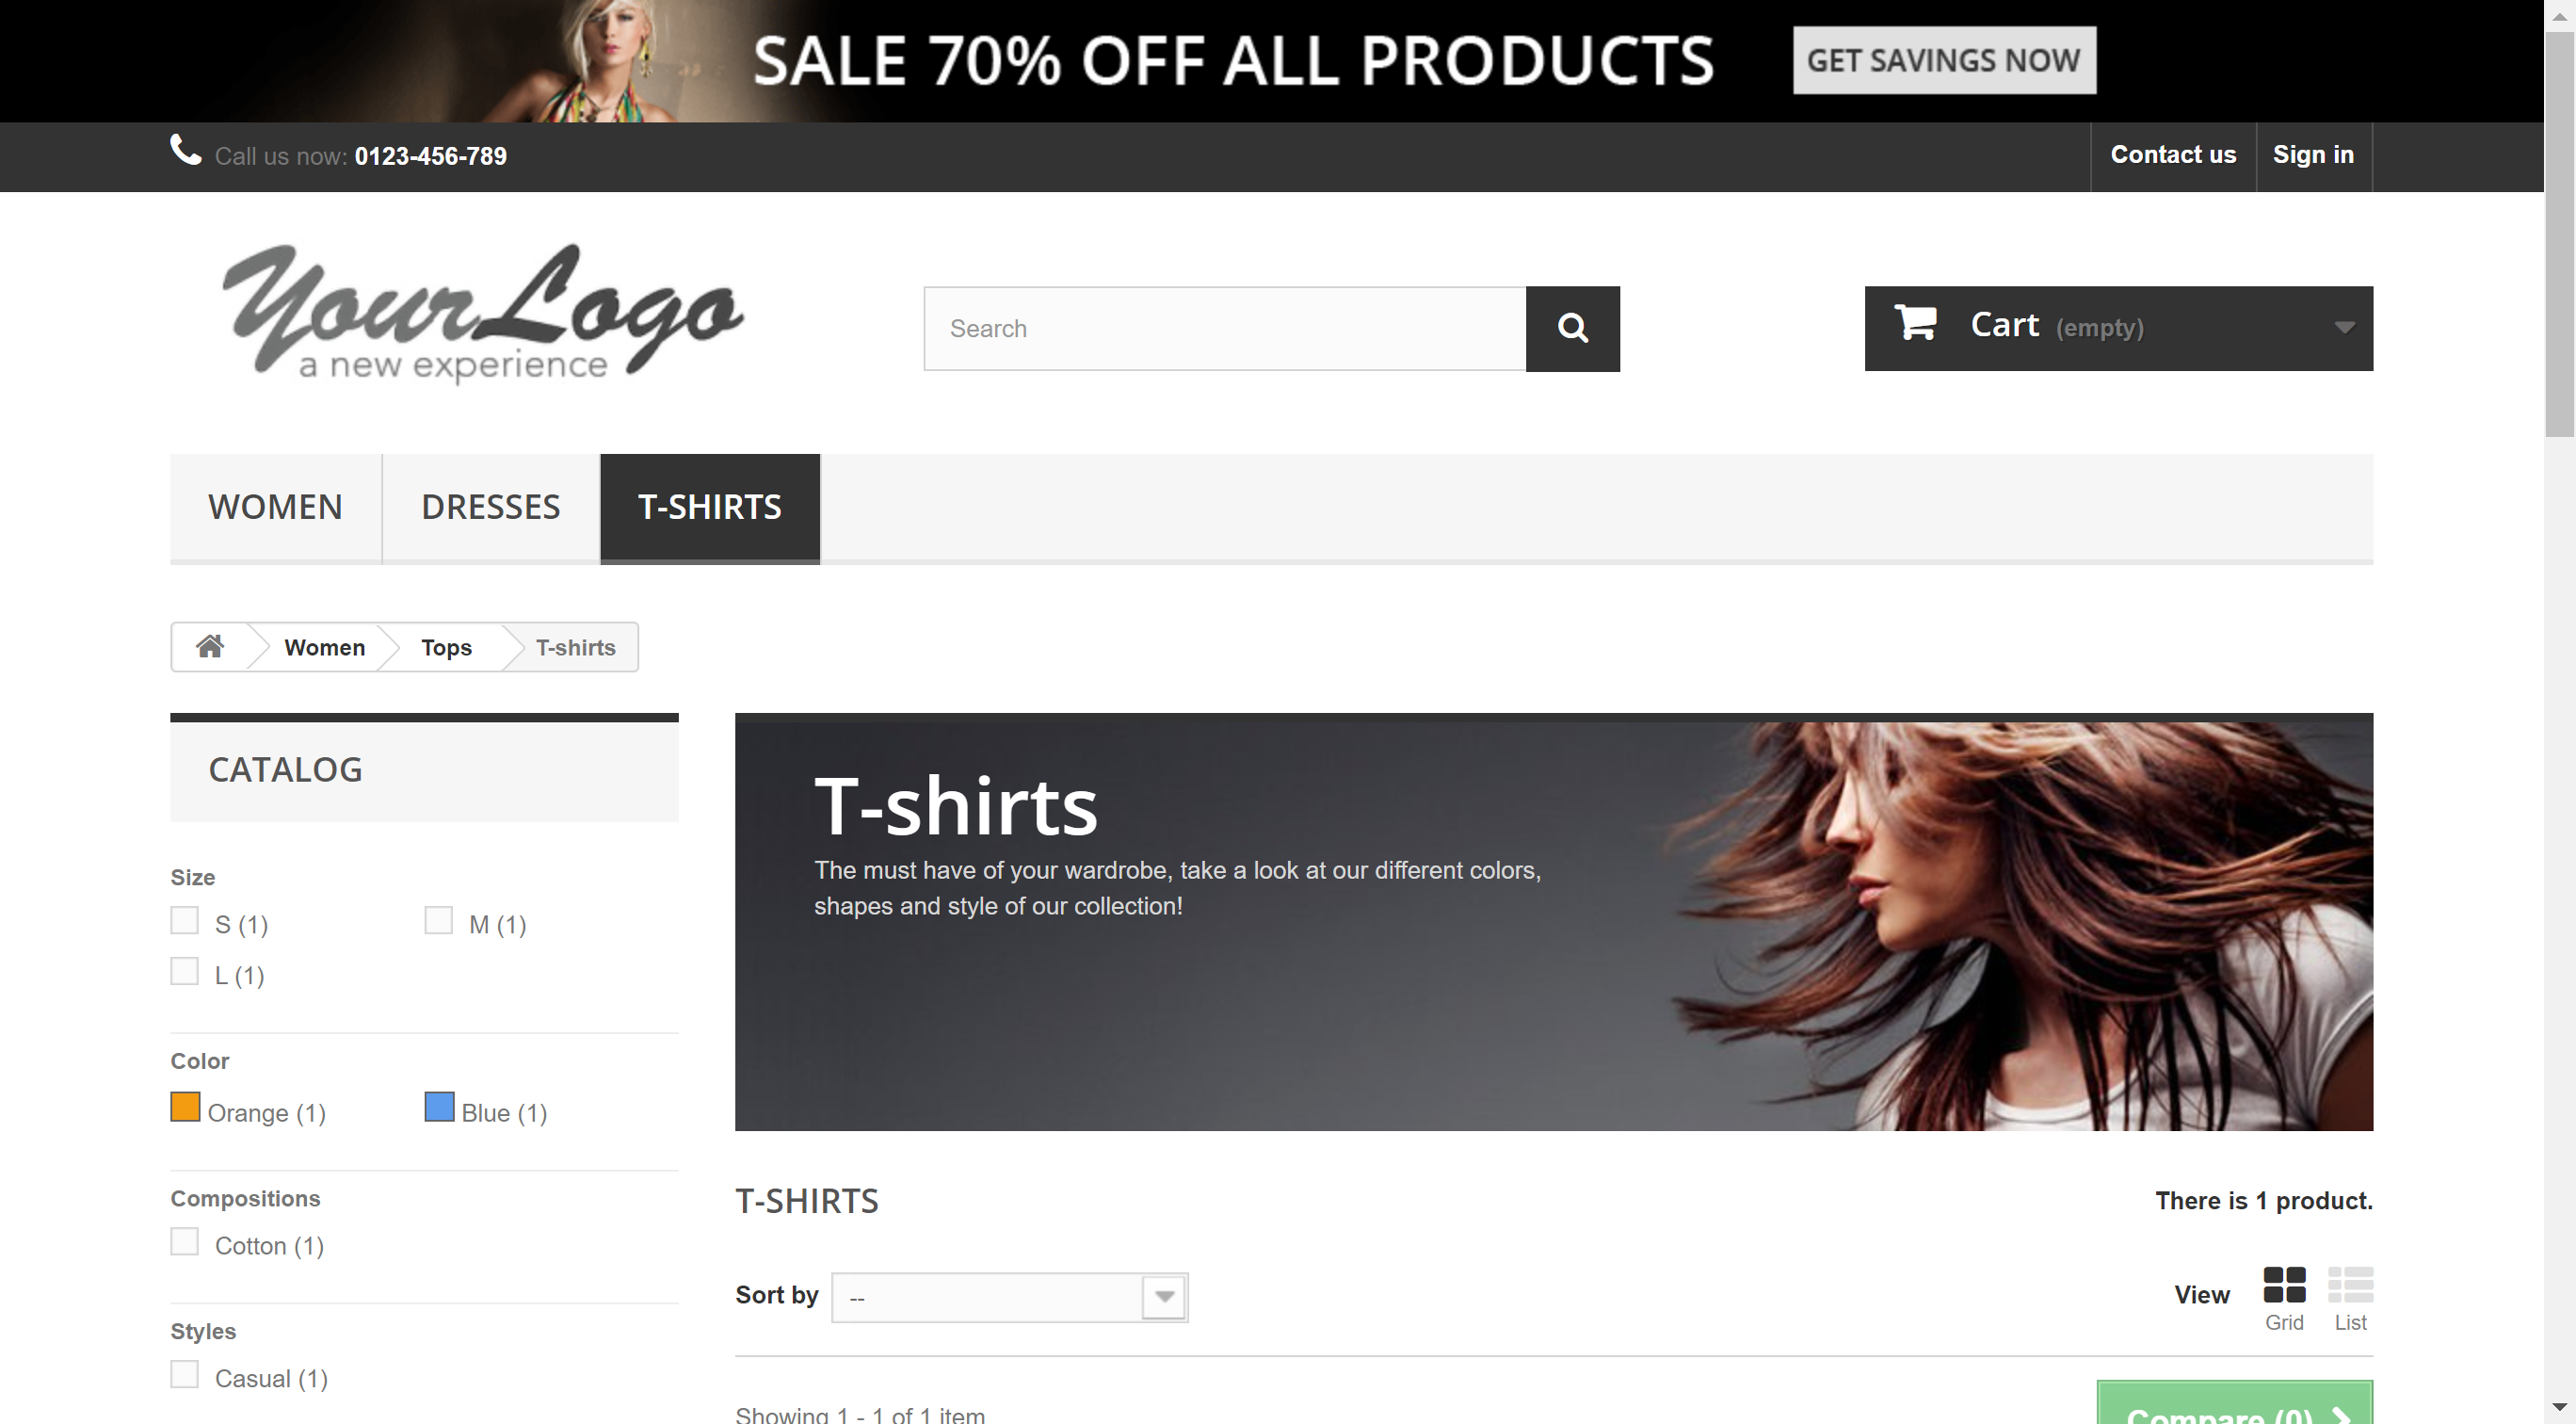 SALE 70% OFF ALL PRODUCTS GET SAVINGS NOW
Call us now: 0123-456-789
Contact us Sign in
Your Logo
a new experience
Search
Cart (empty)
WOMEN DRESSES T-SHIRTS
Women Tops T-shirts
CATALOG
Size
S (1) M (1)
L (1)
Color
Orange (1) Blue (1)
Compositions
Cotton (1)
Styles
Casual (1)
T-shirts
The must have of your wardrobe, take a look at our different colors,
shapes and style of our collection!
T-SHIRTS
There is 1 product.
Sort by --
View
Grid List
Showing 1 - 1 of 1 item
Compare (0)